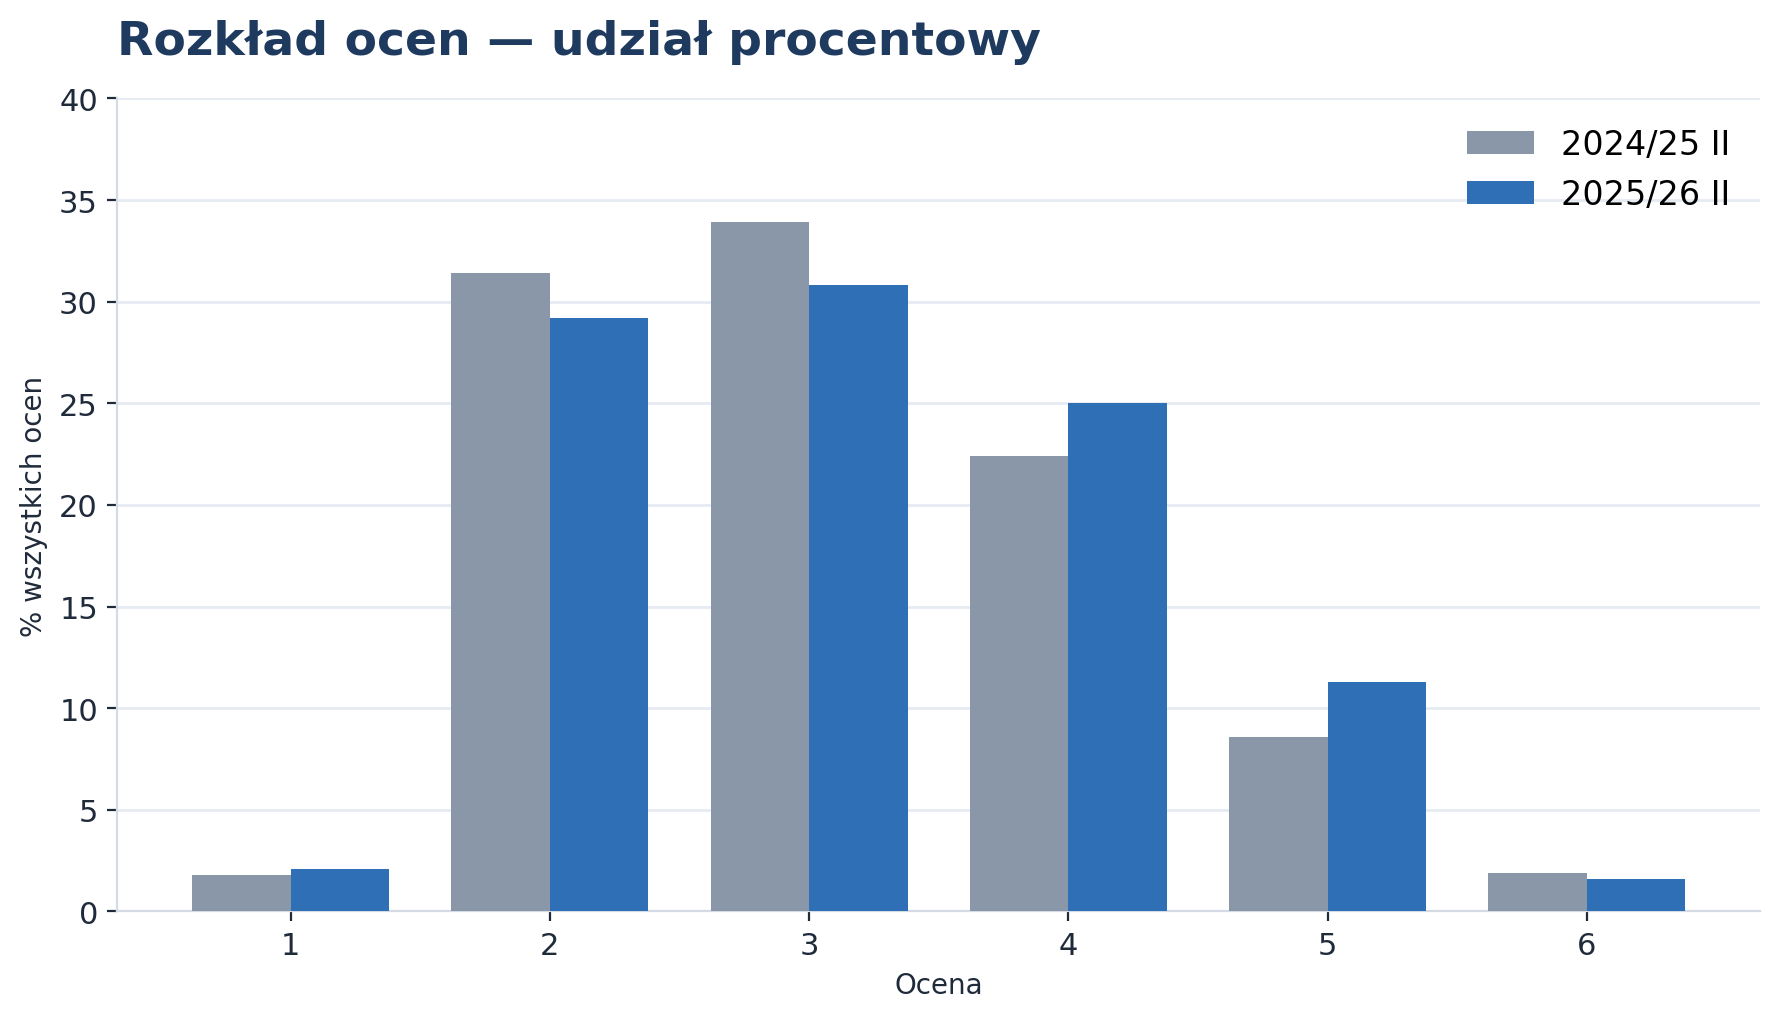 Rozkład ocen — udział procentowy
2024/25 II
2025/26 II
40
35
30
25
20
15
10
5
0
% wszystkich ocen
1 2 3 4 5 6
Ocena